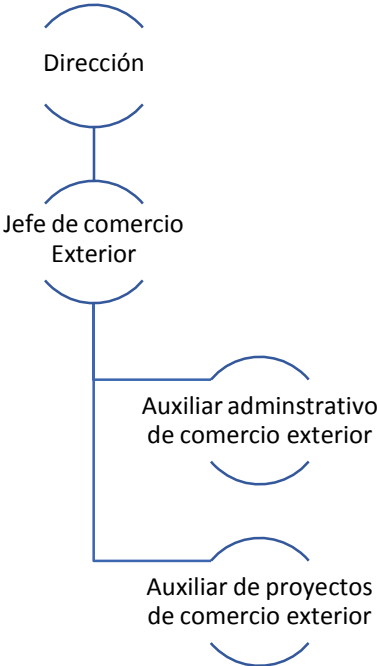 Dirección
Jefe de comercio
Exterior
Auxiliar adminstrativo
de comercio exterior
Auxiliar de proyectos
de comercio exterior